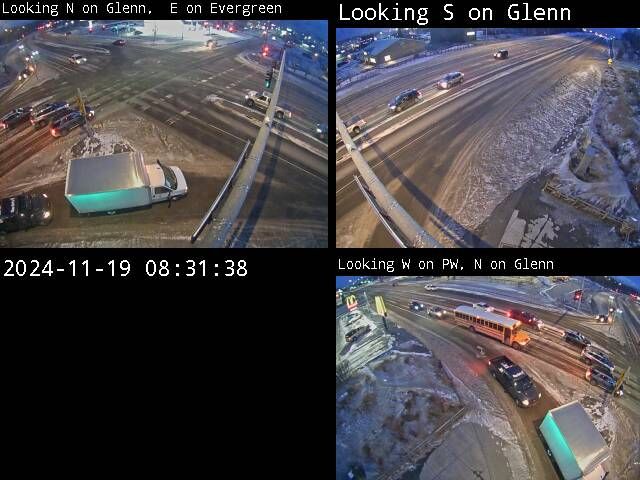 Looking N on Glenn,  E on Evergreen
Looking S on Glenn
2024-11-19 08:31:38
Looking W on PW, N on Glenn